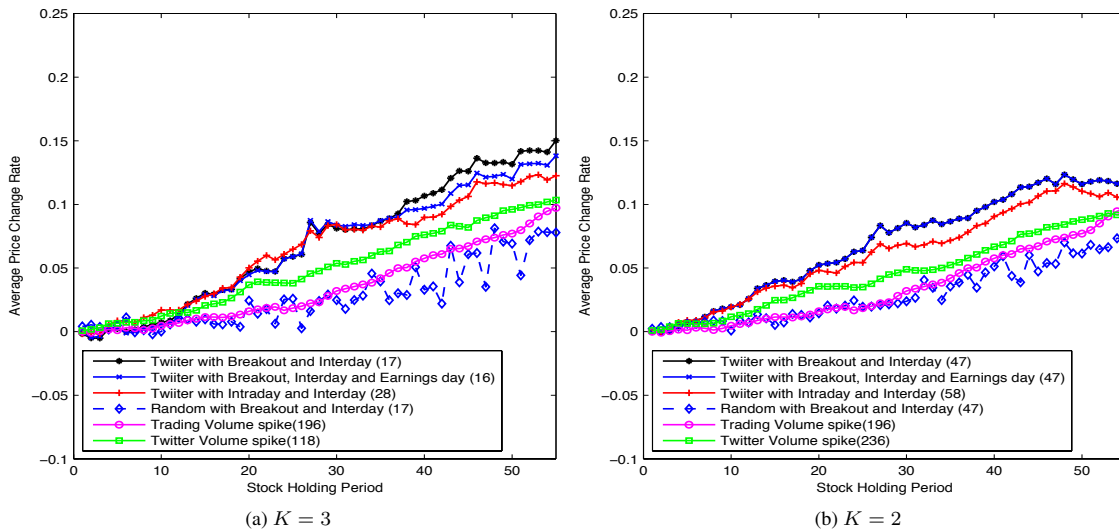 0.25
0.2
0.15
0.1
0.05
0
−0.05
−0.1
Average Price Change Rate
Twiiter with Breakout and Interday (17)
Twiiter with Breakout, Interday and Earnings day (16)
Twiiter with Intraday and Interday (28)
Random with Breakout and Interday (17)
Trading Volume spike(196)
Twitter Volume spike(118)
0 10 20 30 40 50
Stock Holding Period
(a) K = 3
0.25
0.2
0.15
0.1
0.05
0
−0.05
−0.1
Average Price Change Rate
Twiiter with Breakout and Interday (47)
Twiiter with Breakout, Interday and Earnings day (47)
Twiiter with Intraday and Interday (58)
Random with Breakout and Interday (47)
Trading Volume spike(196)
Twitter Volume spike(236)
0 10 20 30 40 50
Stock Holding Period
(b) K = 2